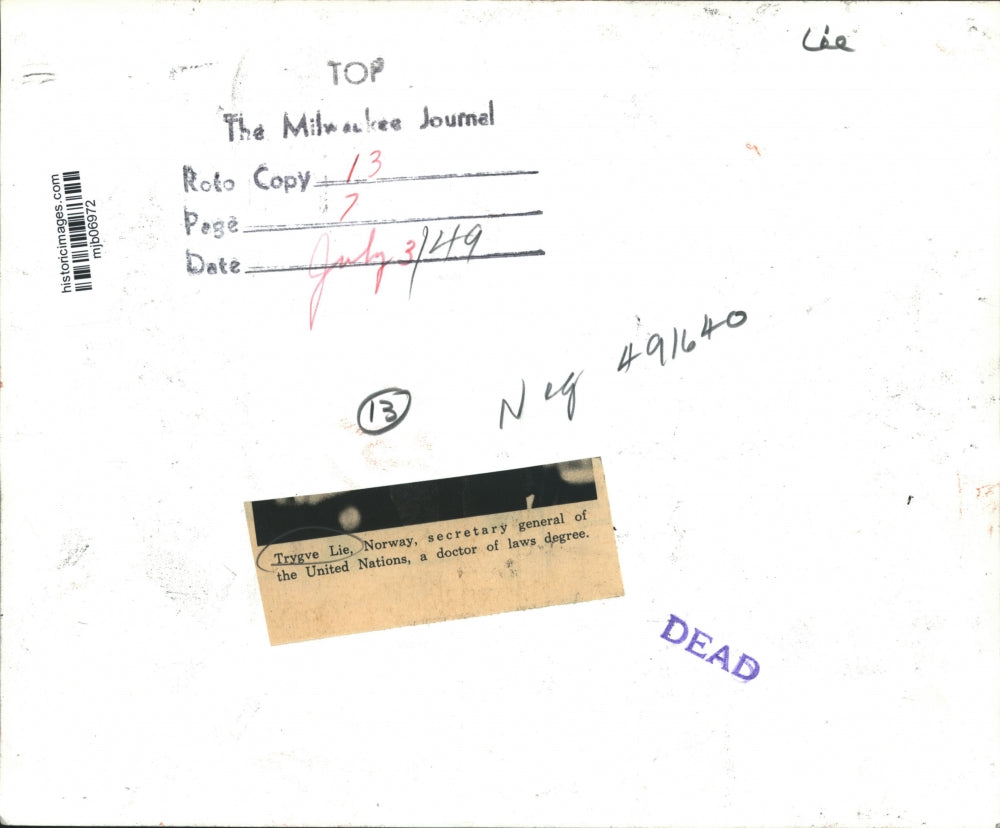 Lie
TOP
The Milwaukee Journal
Roto Copy 13
Page 7
Date July 3/49
historicimages.com
mjb06972
Neg 491640
13
Trygve Lie, Norway, secretary general of
the United Nations, a doctor of laws degree.
DEAD